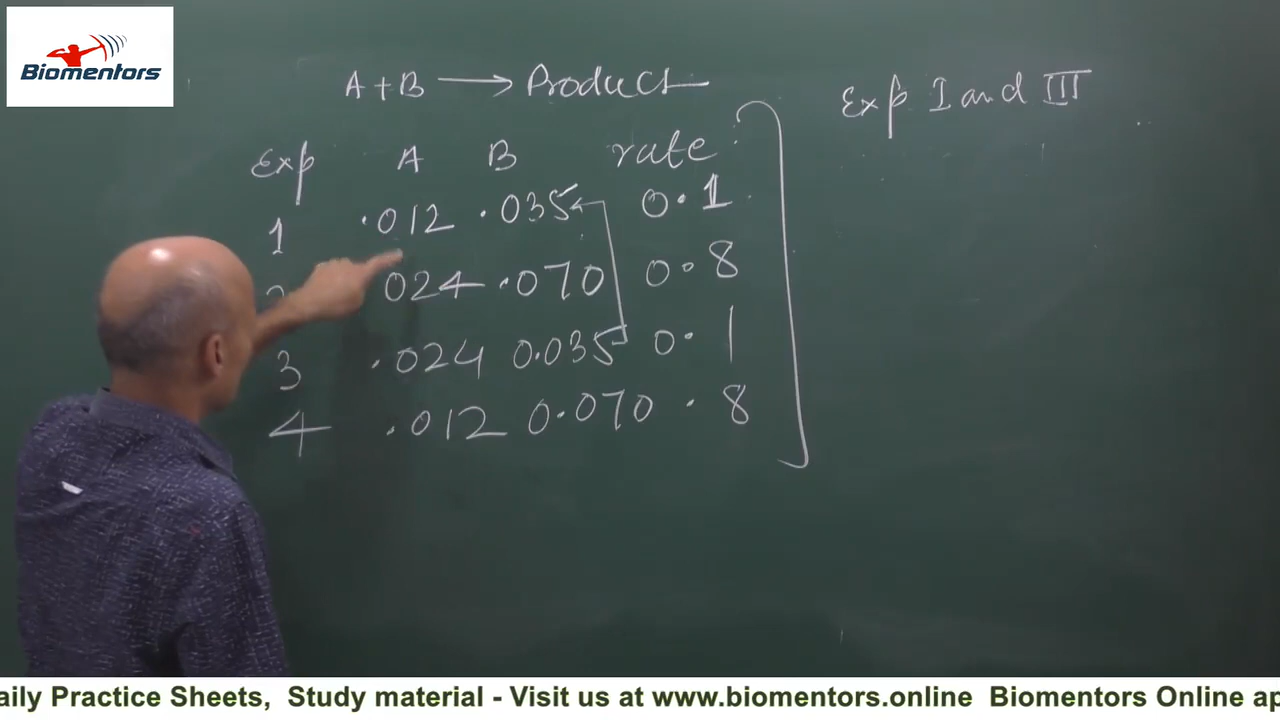 Biomentors
A + B → Product
Exp I and III
Exp A B rate
1 .012 .035 0.1
024 .070 0.8
3 .024 0.035 0.1
4 .012 0.070 .8
aily Practice Sheets, Study material - Visit us at www.biomentors.online Biomentors Online ap